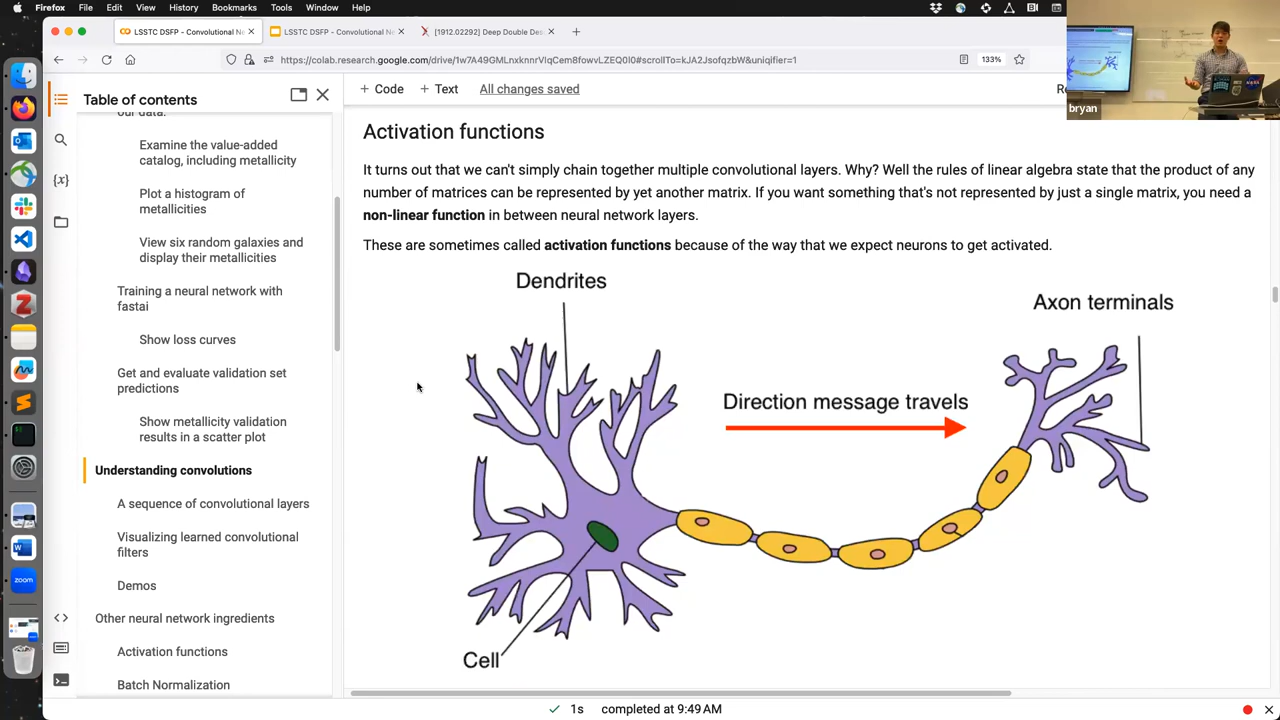 Firefox File Edit View History Bookmarks Tools Window Help
LSSTC DSFP - Convolutional Ne
LSSTC DSFP - Convolutional Ne
[1912.02292] Deep Double Des
https://colab.research.google.com/drive/
133%
bryan
Table of contents
+ Code + Text All changes saved
our data.
Examine the value-added
catalog, including metallicity
Plot a histogram of
metallicities
View six random galaxies and
display their metallicities
Training a neural network with
fastai
Show loss curves
Get and evaluate validation set
predictions
Show metallicity validation
results in a scatter plot
Understanding convolutions
A sequence of convolutional layers
Visualizing learned convolutional
filters
Demos
Other neural network ingredients
Activation functions
Batch Normalization
Activation functions
It turns out that we can't simply chain together multiple convolutional layers. Why? Well the rules of linear algebra state that the product of any
number of matrices can be represented by yet another matrix. If you want something that's not represented by just a single matrix, you need a
non-linear function in between neural network layers.
These are sometimes called activation functions because of the way that we expect neurons to get activated.
Dendrites
Axon terminals
Direction message travels
Cell
zoom
1s completed at 9:49 AM